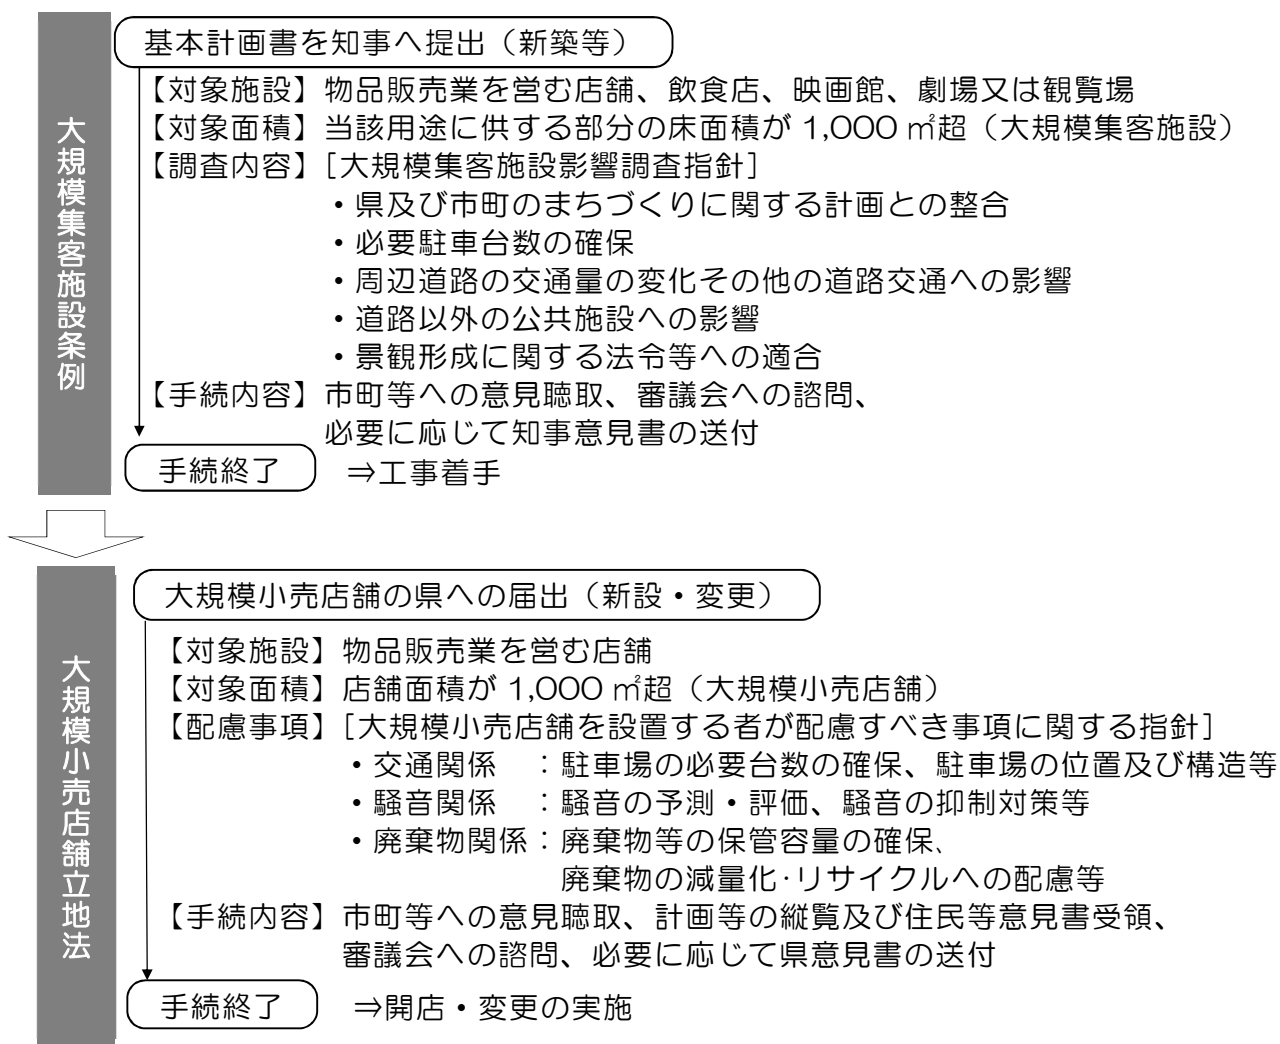 大規模集客施設条例
基本計画書を知事へ提出（新築等）
【対象施設】物品販売業を営む店舗、飲食店、映画館、劇場又は観覧場
【対象面積】当該用途に供する部分の床面積が 1,000 ㎡超（大規模集客施設）
【調査内容】［大規模集客施設影響調査指針］
・県及び市町のまちづくりに関する計画との整合
・必要駐車台数の確保
・周辺道路の交通量の変化その他の道路交通への影響
・道路以外の公共施設への影響
・景観形成に関する法令等への適合
【手続内容】市町等への意見聴取、審議会への諮問、
必要に応じて知事意見書の送付
手続終了　⇒工事着手
大規模小売店舗立地法
大規模小売店舗の県への届出（新設・変更）
【対象施設】物品販売業を営む店舗
【対象面積】店舗面積が 1,000 ㎡超（大規模小売店舗）
【配慮事項】［大規模小売店舗を設置する者が配慮すべき事項に関する指針］
・交通関係　：駐車場の必要台数の確保、駐車場の位置及び構造等
・騒音関係　：騒音の予測・評価、騒音の抑制対策等
・廃棄物関係：廃棄物等の保管容量の確保、
廃棄物の減量化･リサイクルへの配慮等
【手続内容】市町等への意見聴取、計画等の縦覧及び住民等意見書受領、
審議会への諮問、必要に応じて県意見書の送付
手続終了　⇒開店・変更の実施